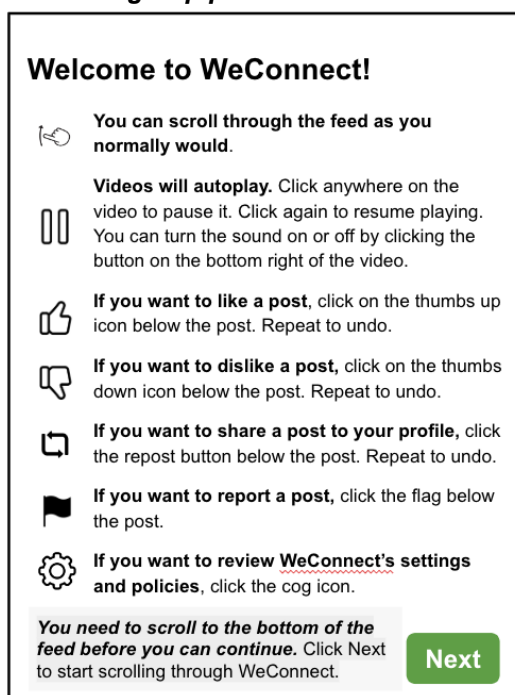 Welcome to WeConnect!
You can scroll through the feed as you
normally would.
Videos will autoplay. Click anywhere on the
video to pause it. Click again to resume playing.
You can turn the sound on or off by clicking the
button on the bottom right of the video.
If you want to like a post, click on the thumbs up
icon below the post. Repeat to undo.
If you want to dislike a post, click on the thumbs
down icon below the post. Repeat to undo.
If you want to share a post to your profile, click
the repost button below the post. Repeat to undo.
If you want to report a post, click the flag below
the post.
If you want to review WeConnect's settings
and policies, click the cog icon.
You need to scroll to the bottom of the
feed before you can continue. Click Next
to start scrolling through WeConnect.
Next